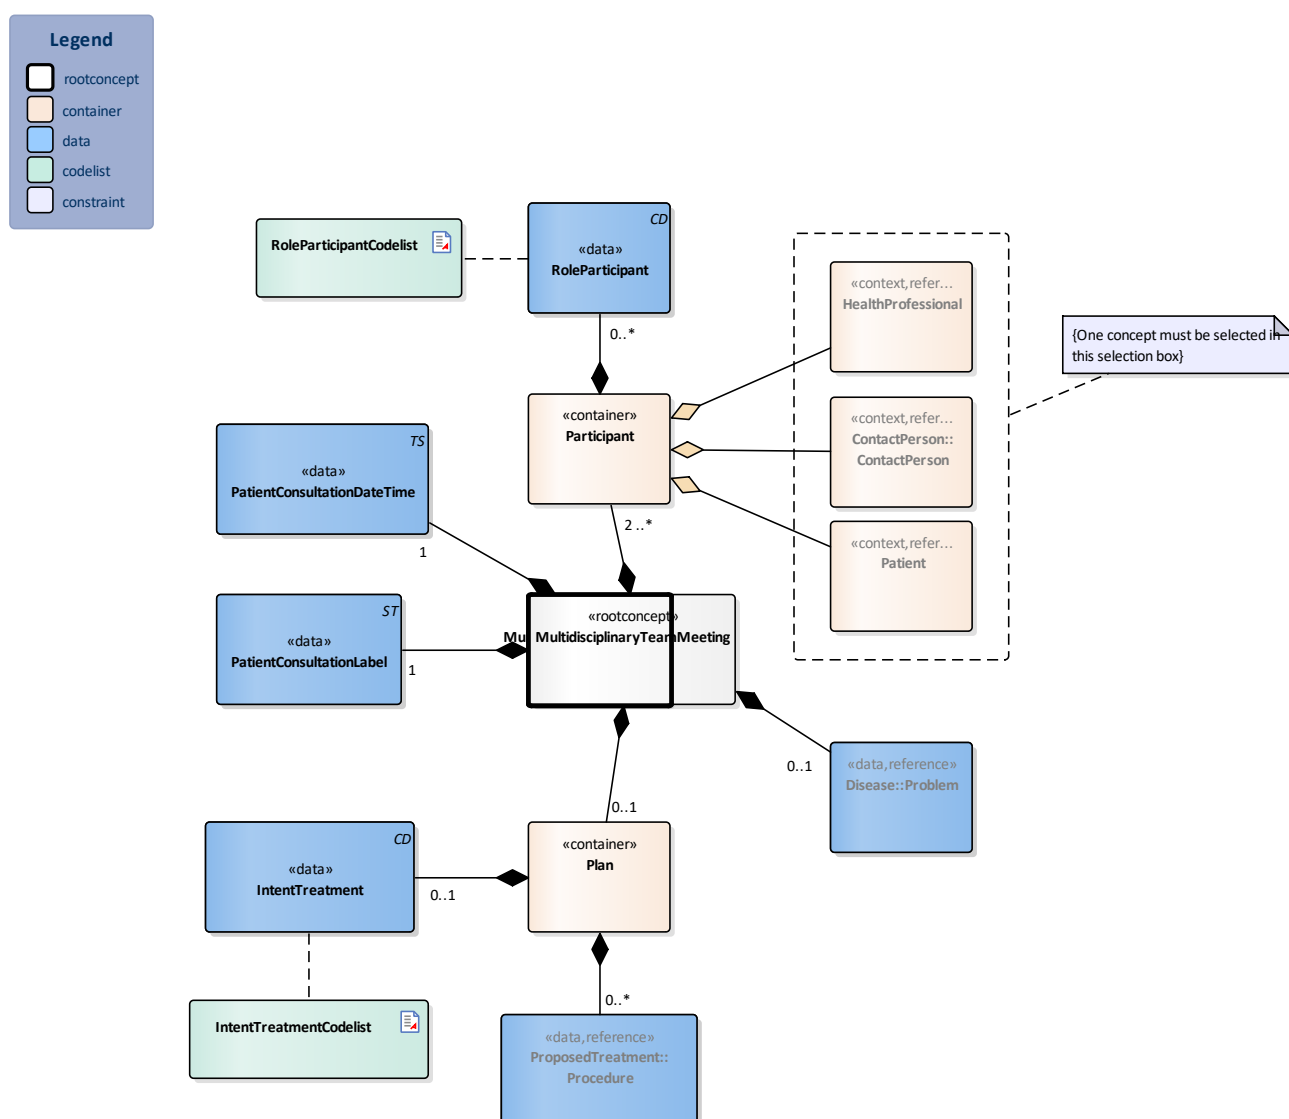 Legend
rootconcept
container
data
codelist
constraint
RoleParticipantCodelist
CD
«data»
RoleParticipant
0..*
«context,refer...
HealthProfessional
{One concept must be selected in
this selection box}
«container»
Participant
«context,refer...
ContactPerson::
ContactPerson
TS
«data»
PatientConsultationDateTime
1
2..*
«context,refer...
Patient
ST
«data»
PatientConsultationLabel
1
«rootconcept»
Mu
MultidisciplinaryTeamMeeting
0..1
«data,reference»
Disease::Problem
0..1
CD
«data»
IntentTreatment
0..1
«container»
Plan
0..*
IntentTreatmentCodelist
«data,reference»
ProposedTreatment::
Procedure